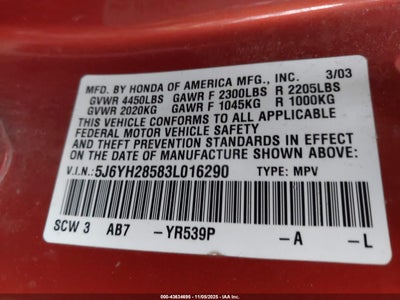 MFD. BY HONDA OF AMERICA MFG., INC. 3/03
GVWR 4450LBS GAWR F 2300LBS R 2205LBS
GVWR 2020KG GAWR F 1045KG R 1000KG
THIS VEHICLE CONFORMS TO ALL APPLICABLE
FEDERAL MOTOR VEHICLE SAFETY
AND THEFT PREVENTION STANDARDS IN EFFECT
ON THE DATE OF MANUFACTURE SHOWN ABOVE.
V.I.N.: 5J6YH28583L016290 TYPE: MPV
SCW 3 AB7 -YR539P -A -L
000-43634695 - 11/05/2025 - iaai.com